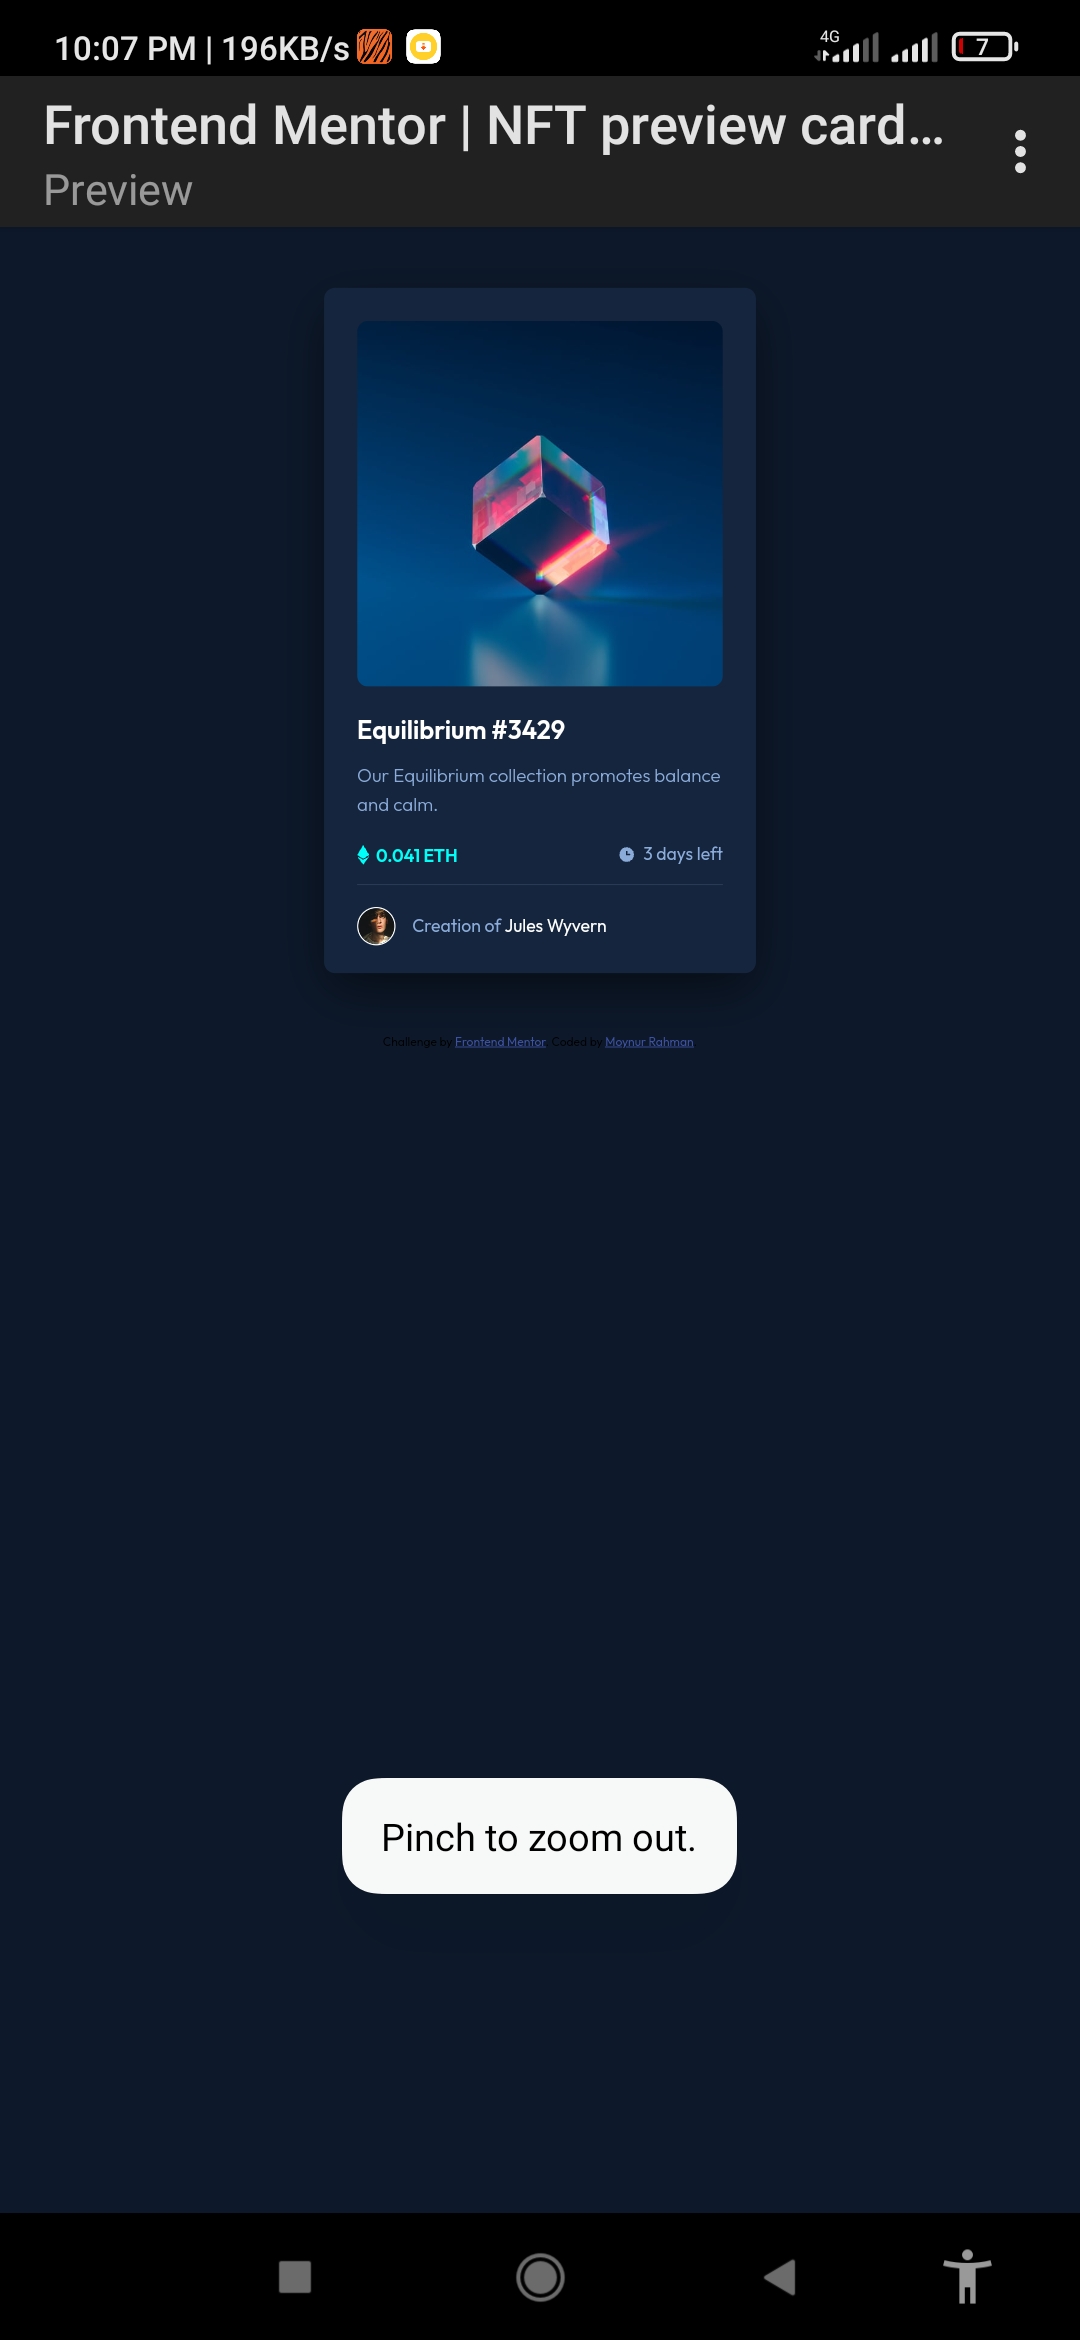 10:07 PM | 196KB/s
4G
7
Frontend Mentor | NFT preview card...
Preview
Equilibrium #3429
Our Equilibrium collection promotes balance
and calm.
0.041 ETH
3 days left
Creation of Jules Wyvern
Challenge by Frontend Mentor. Coded by Moynur Rahman
Pinch to zoom out.